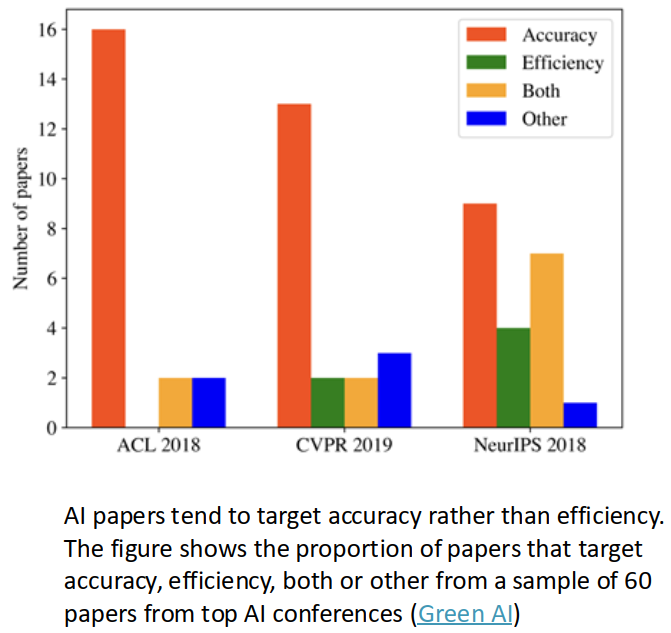 16
14
12
10
8
6
4
2
0
Number of papers
Accuracy
Efficiency
Both
Other
ACL 2018
CVPR 2019
NeurIPS 2018
AI papers tend to target accuracy rather than efficiency.
The figure shows the proportion of papers that target
accuracy, efficiency, both or other from a sample of 60
papers from top AI conferences (Green AI)